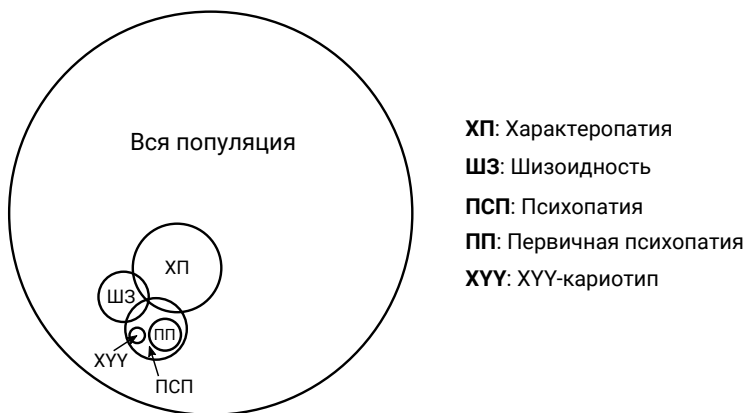 Вся популяция
ХП
ШЗ
ПП
XYY
ПСП
ХП: Характеропатия
ШЗ: Шизоидность
ПСП: Психопатия
ПП: Первичная психопатия
XYY: XYY-кариотип